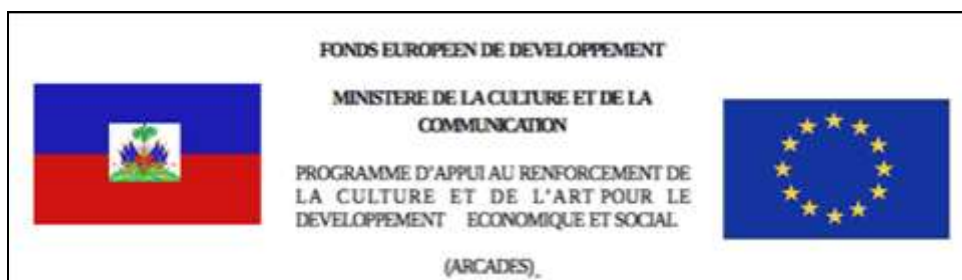 FONDS EUROPEEN DE DEVELOPPEMENT
MINISTERE DE LA CULTURE ET DE LA
COMMUNICATION
PROGRAMME D'APPUI AU RENFORCEMENT DE
LA CULTURE ET DE L'ART POUR LE
DEVELOPPEMENT ECONOMIQUE ET SOCIAL
(ARCADES)